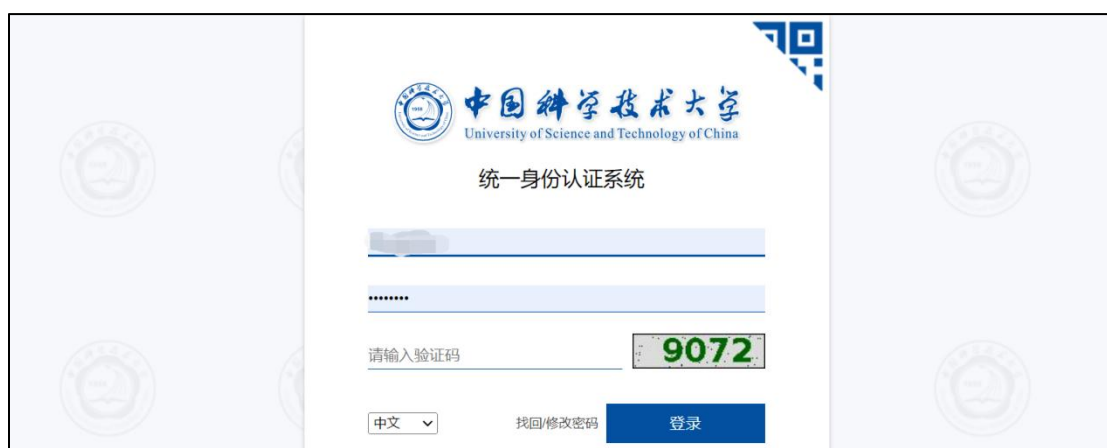 中国科学技术大学
University of Science and Technology of China
统一身份认证系统
••••••••
请输入验证码
9072
中文
找回/修改密码
登录